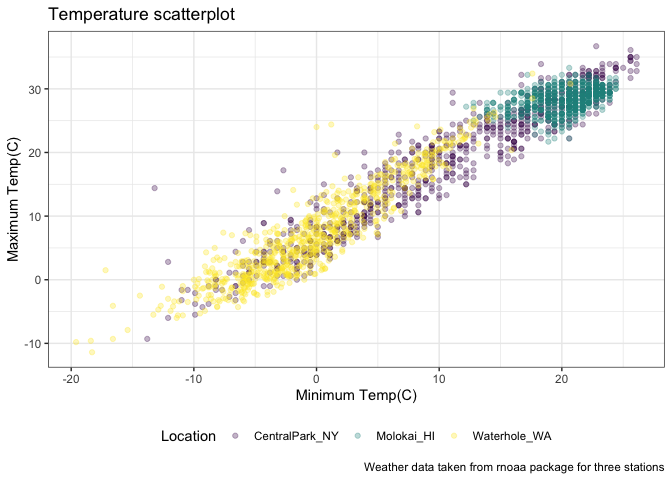 Temperature scatterplot
Maximum Temp(C)
30
20
10
0
-10
-20
-10
0
10
20
Minimum Temp(C)
Location
CentralPark_NY
Molokai_HI
Waterhole_WA
Weather data taken from rnoaa package for three stations